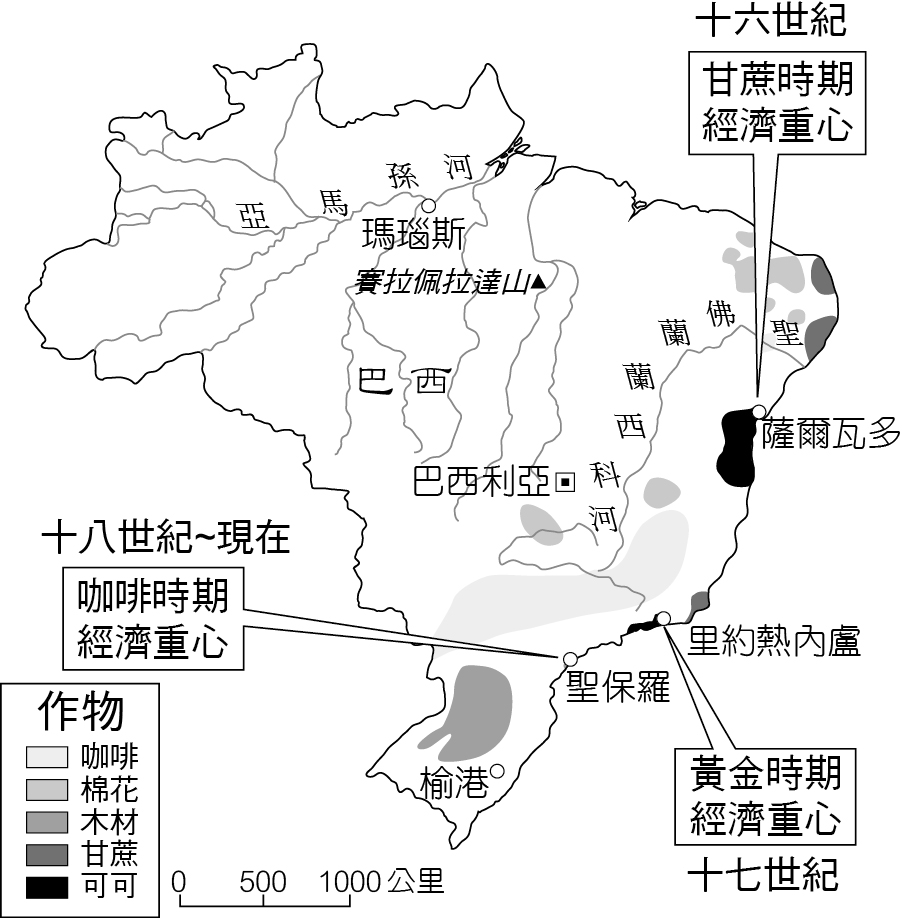 十六世紀
甘蔗時期
經濟重心
亞馬孫河
瑪瑙斯
賽拉佩拉達山
巴西
聖佛蘭蘭西科河
薩爾瓦多
巴西利亞
十八世紀~現在
咖啡時期
經濟重心
里約熱內盧
聖保羅
榆港
黃金時期
經濟重心
十七世紀
作物
咖啡
棉花
木材
甘蔗
可可
0 500 1000公里